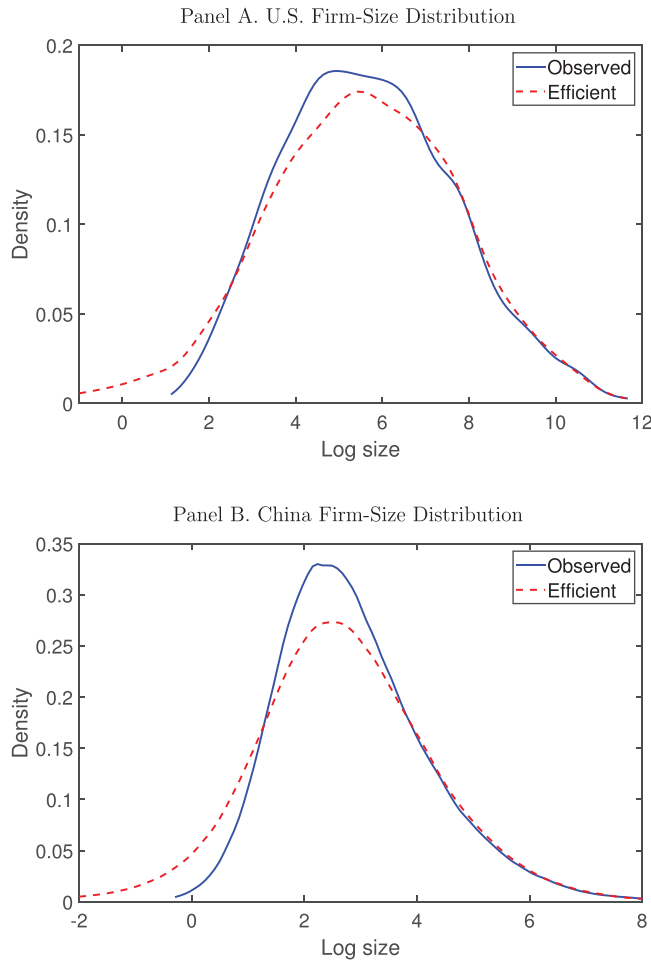 Panel A. U.S. Firm-Size Distribution
0.2
0.15
0.1
0.05
0
Density
Observed
Efficient
0 2 4 6 8 10 12
Log size
Panel B. China Firm-Size Distribution
0.35
0.3
0.25
0.2
0.15
0.1
0.05
0
Density
Observed
Efficient
-2 0 2 4 6 8
Log size